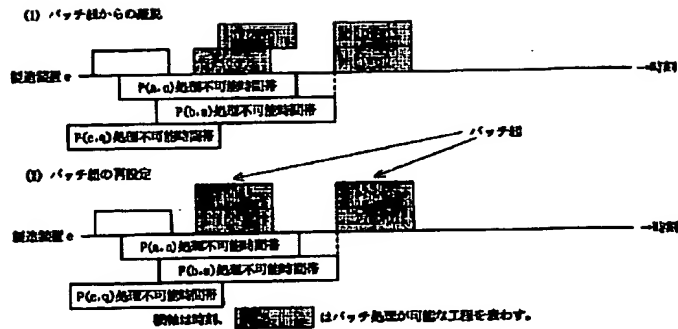 (1) バッチ組からの離脱
製造装置 e
→時刻
P(a,c)処理不可能時間帯
P(b,s)処理不可能時間帯
P(c,q)処理不可能時間帯
バッチ組
(2) バッチ組の再設定
製造装置 e
→時刻
P(a,c)処理不可能時間帯
P(b,s)処理不可能時間帯
P(c,q)処理不可能時間帯
横軸は時刻、 はバッチ処理が可能な工程を表わす。